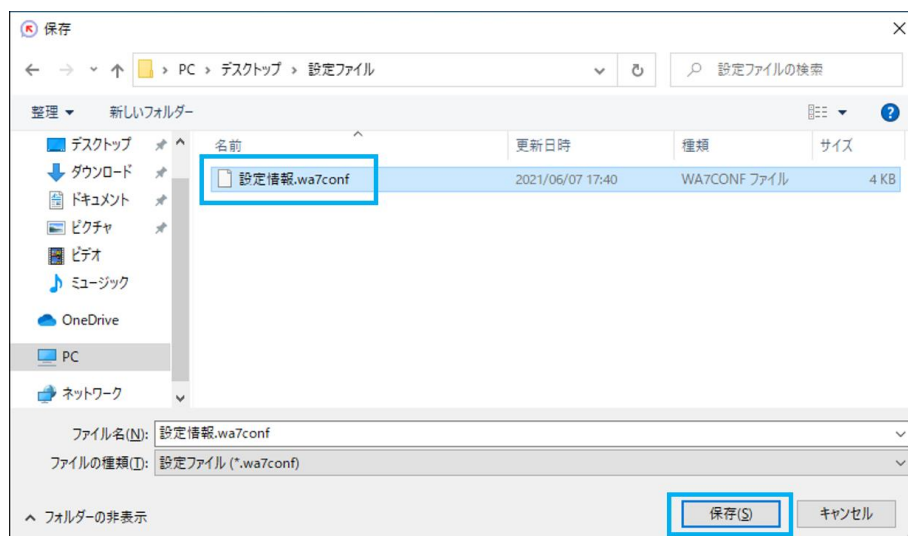 保存
PC › デスクトップ › 設定ファイル
設定ファイルの検索
整理 新しいフォルダー
名前 更新日時 種類 サイズ
設定情報.wa7conf 2021/06/07 17:40 WA7CONF ファイル 4 KB
デスクトップ
ダウンロード
ドキュメント
ピクチャ
ビデオ
ミュージック
OneDrive
PC
ネットワーク
ファイル名(N): 設定情報.wa7conf
ファイルの種類(T): 設定ファイル (*.wa7conf)
フォルダーの非表示 保存(S) キャンセル